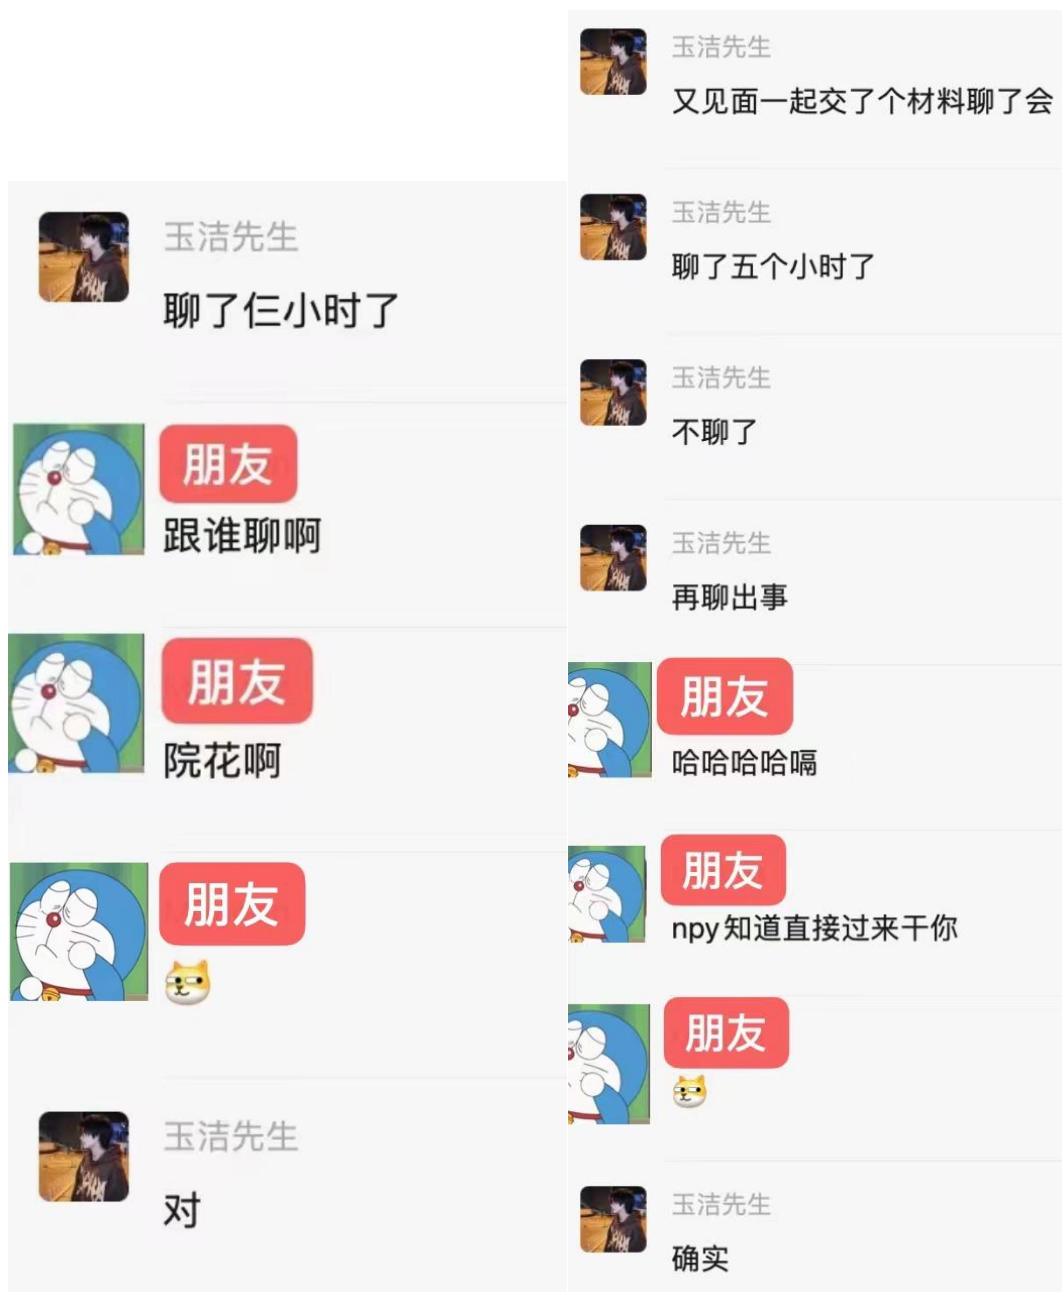 玉洁先生
聊了仨小时了
朋友
跟谁聊啊
朋友
院花啊
朋友
玉洁先生
对
玉洁先生
又见面一起交了个材料聊了会
玉洁先生
聊了五个小时了
玉洁先生
不聊了
玉洁先生
再聊出事
朋友
哈哈哈哈嗝
朋友
npy知道直接过来干你
朋友
玉洁先生
确实